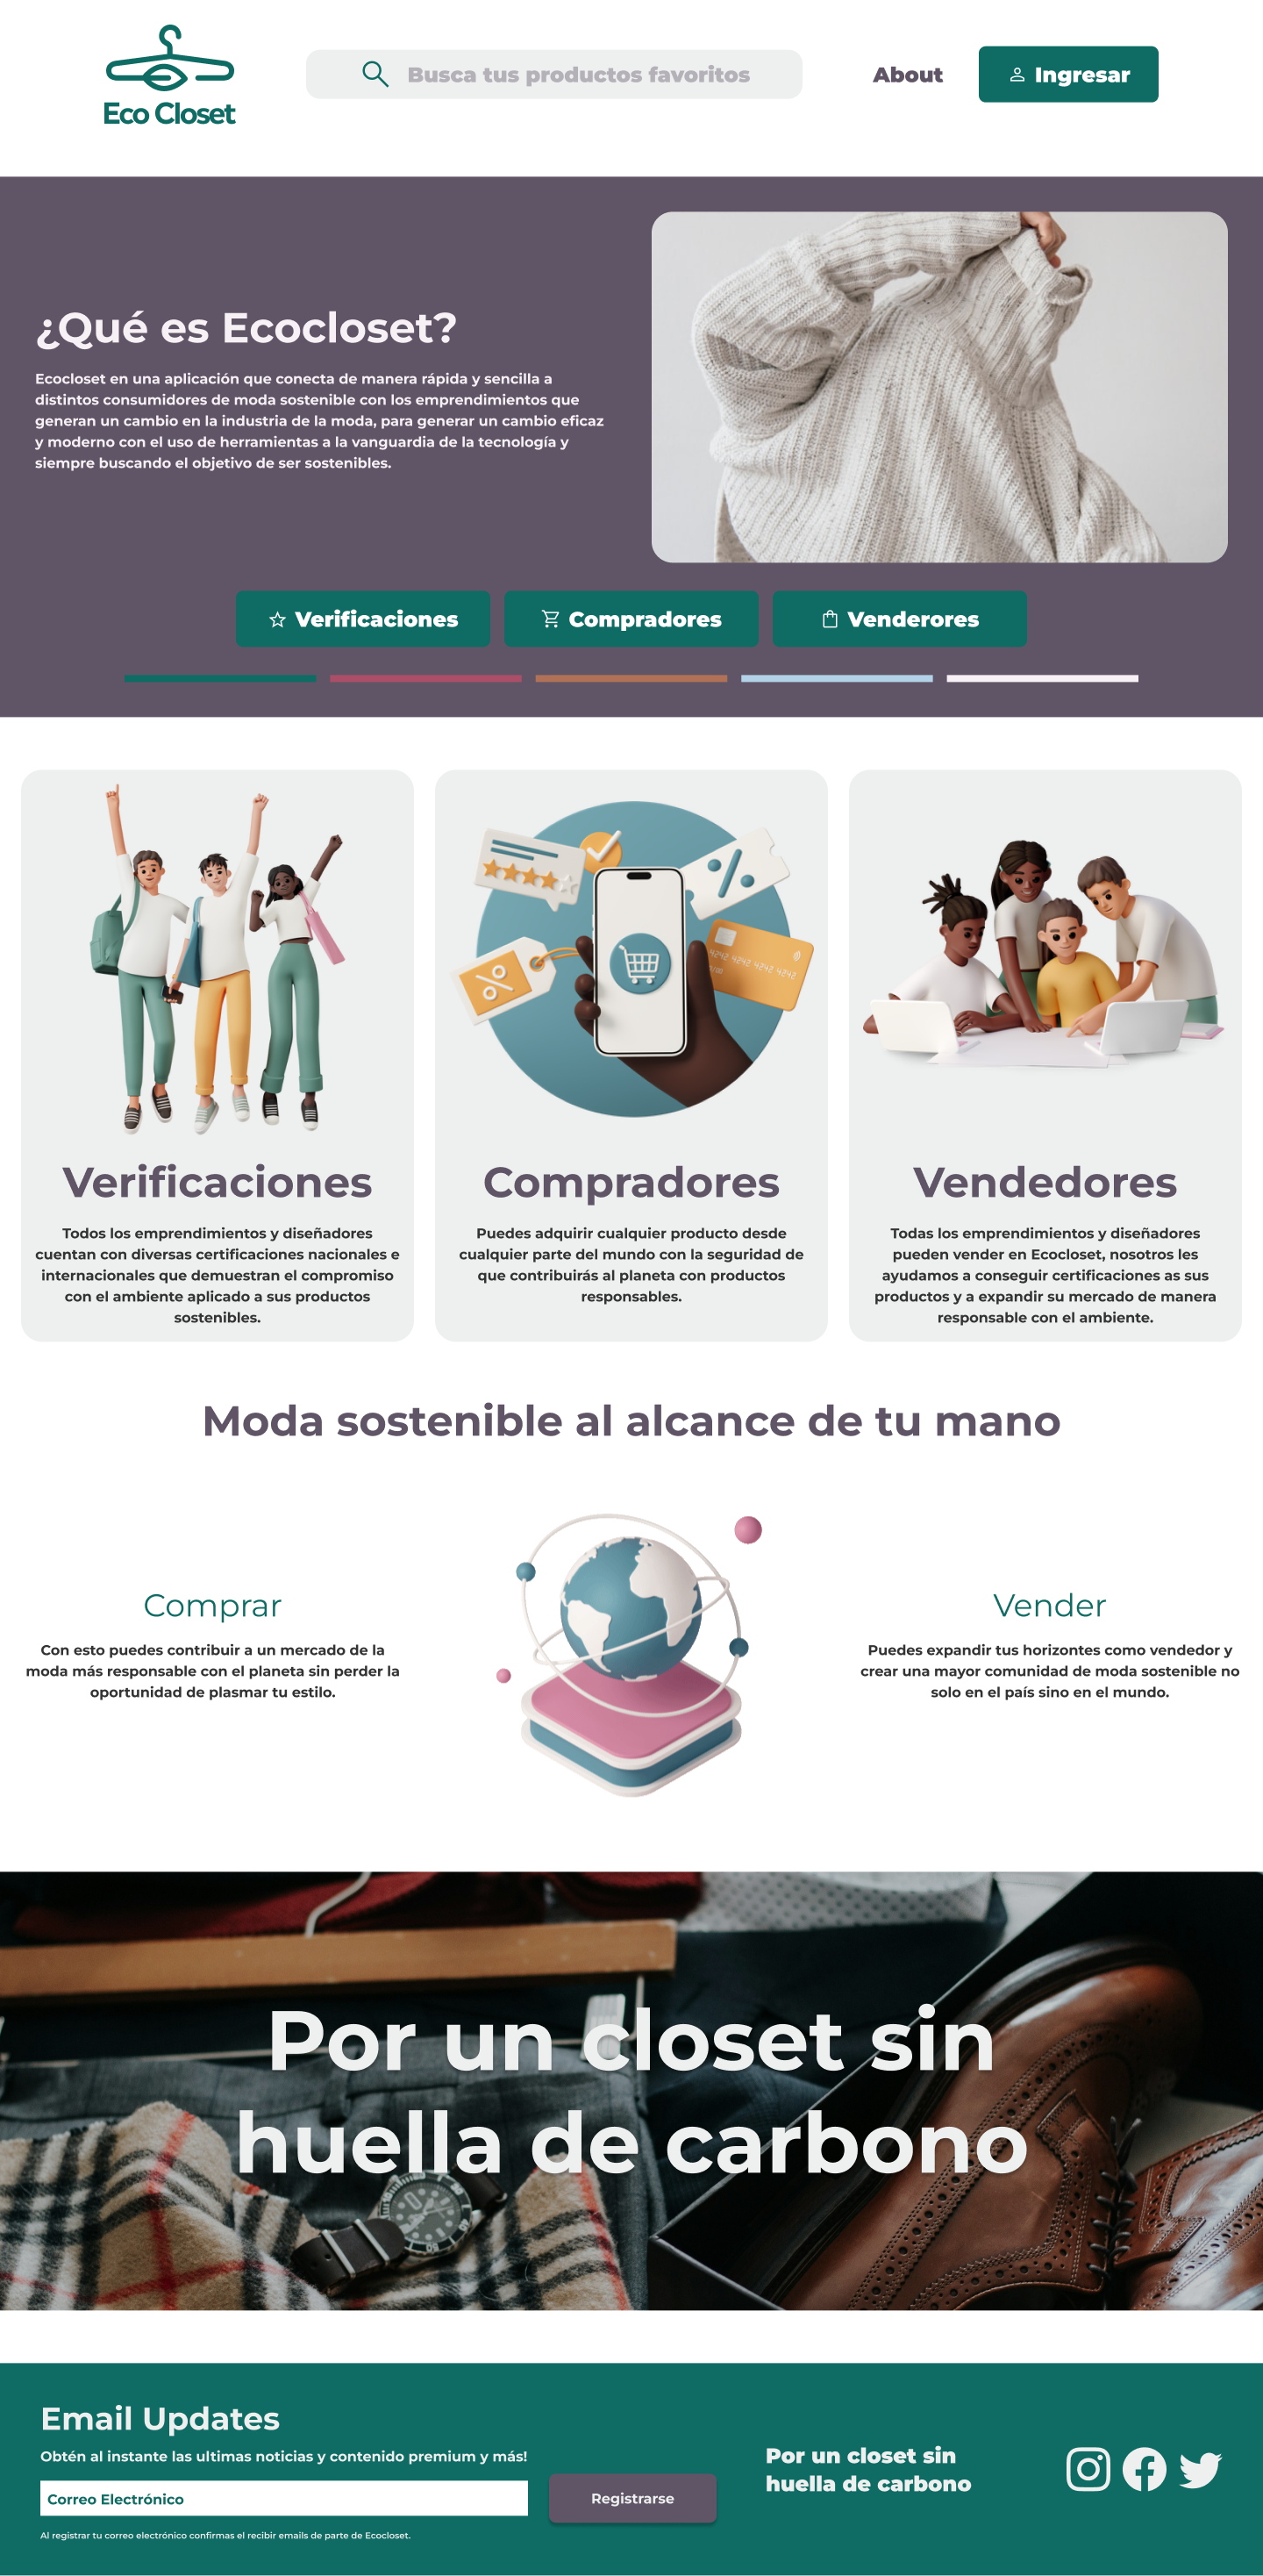 Eco Closet
Busca tus productos favoritos
About
Ingresar
¿Qué es Ecocloset?
Ecocloset en una aplicación que conecta de manera rápida y sencilla a
distintos consumidores de moda sostenible con los emprendimientos que
generan un cambio en la industria de la moda, para generar un cambio eficaz
y moderno con el uso de herramientas a la vanguardia de la tecnología y
siempre buscando el objetivo de ser sostenibles.
Verificaciones
Compradores
Venderores
4242 4242 4242 4242
Verificaciones
Todos los emprendimientos y diseñadores
cuentan con diversas certificaciones nacionales e
internacionales que demuestran el compromiso
con el ambiente aplicado a sus productos
sostenibles.
Compradores
Puedes adquirir cualquier producto desde
cualquier parte del mundo con la seguridad de
que contribuirás al planeta con productos
responsables.
Vendedores
Todas los emprendimientos y diseñadores
pueden vender en Ecocloset, nosotros les
ayudamos a conseguir certificaciones as sus
productos y a expandir su mercado de manera
responsable con el ambiente.
Moda sostenible al alcance de tu mano
Comprar
Con esto puedes contribuir a un mercado de la
moda más responsable con el planeta sin perder la
oportunidad de plasmar tu estilo.
Vender
Puedes expandir tus horizontes como vendedor y
crear una mayor comunidad de moda sostenible no
solo en el país sino en el mundo.
Por un closet sin
huella de carbono
Email Updates
Obtén al instante las ultimas noticias y contenido premium y más!
Correo Electrónico
Registrarse
Al registrar tu correo electrónico confirmas el recibir emails de parte de Ecocloset.
Por un closet sin
huella de carbono